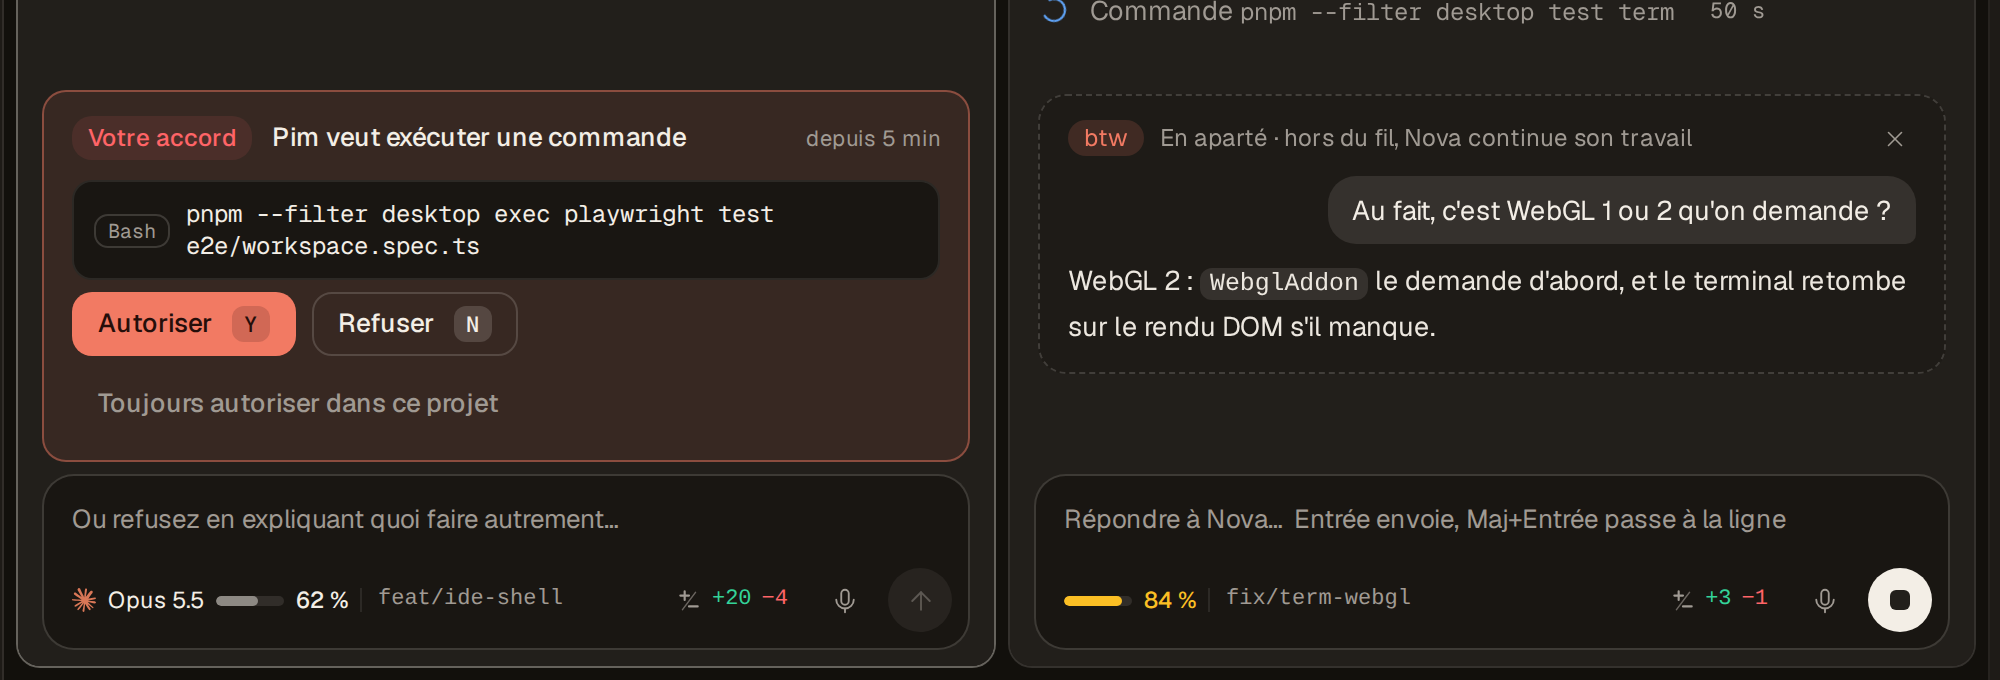 Votre accord Pim veut exécuter une commande depuis 5 min
Bash pnpm --filter desktop exec playwright test
e2e/workspace.spec.ts
Autoriser Y Refuser N
Toujours autoriser dans ce projet
Ou refusez en expliquant quoi faire autrement…
Opus 5.5 62 % feat/ide-shell +20 −4
Commande pnpm --filter desktop test term 50 s
btw En aparté · hors du fil, Nova continue son travail
Au fait, c'est WebGL 1 ou 2 qu'on demande ?
WebGL 2 : WebglAddon le demande d'abord, et le terminal retombe
sur le rendu DOM s'il manque.
Répondre à Nova… Entrée envoie, Maj+Entrée passe à la ligne
84 % fix/term-webgl +3 −1